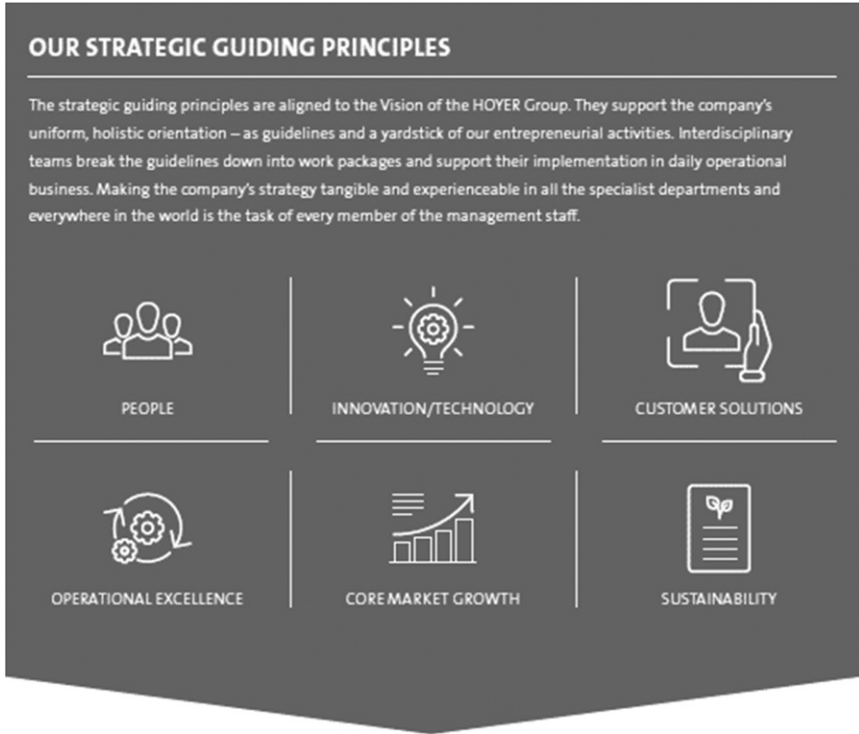 OUR STRATEGIC GUIDING PRINCIPLES
The strategic guiding principles are aligned to the Vision of the HOYER Group. They support the company's
uniform, holistic orientation – as guidelines and a yardstick of our entrepreneurial activities. Interdisciplinary
teams break the guidelines down into work packages and support their implementation in daily operational
business. Making the company's strategy tangible and experienceable in all the specialist departments and
everywhere in the world is the task of every member of the management staff.
PEOPLE
INNOVATION/TECHNOLOGY
CUSTOMER SOLUTIONS
OPERATIONAL EXCELLENCE
CORE MARKET GROWTH
SUSTAINABILITY